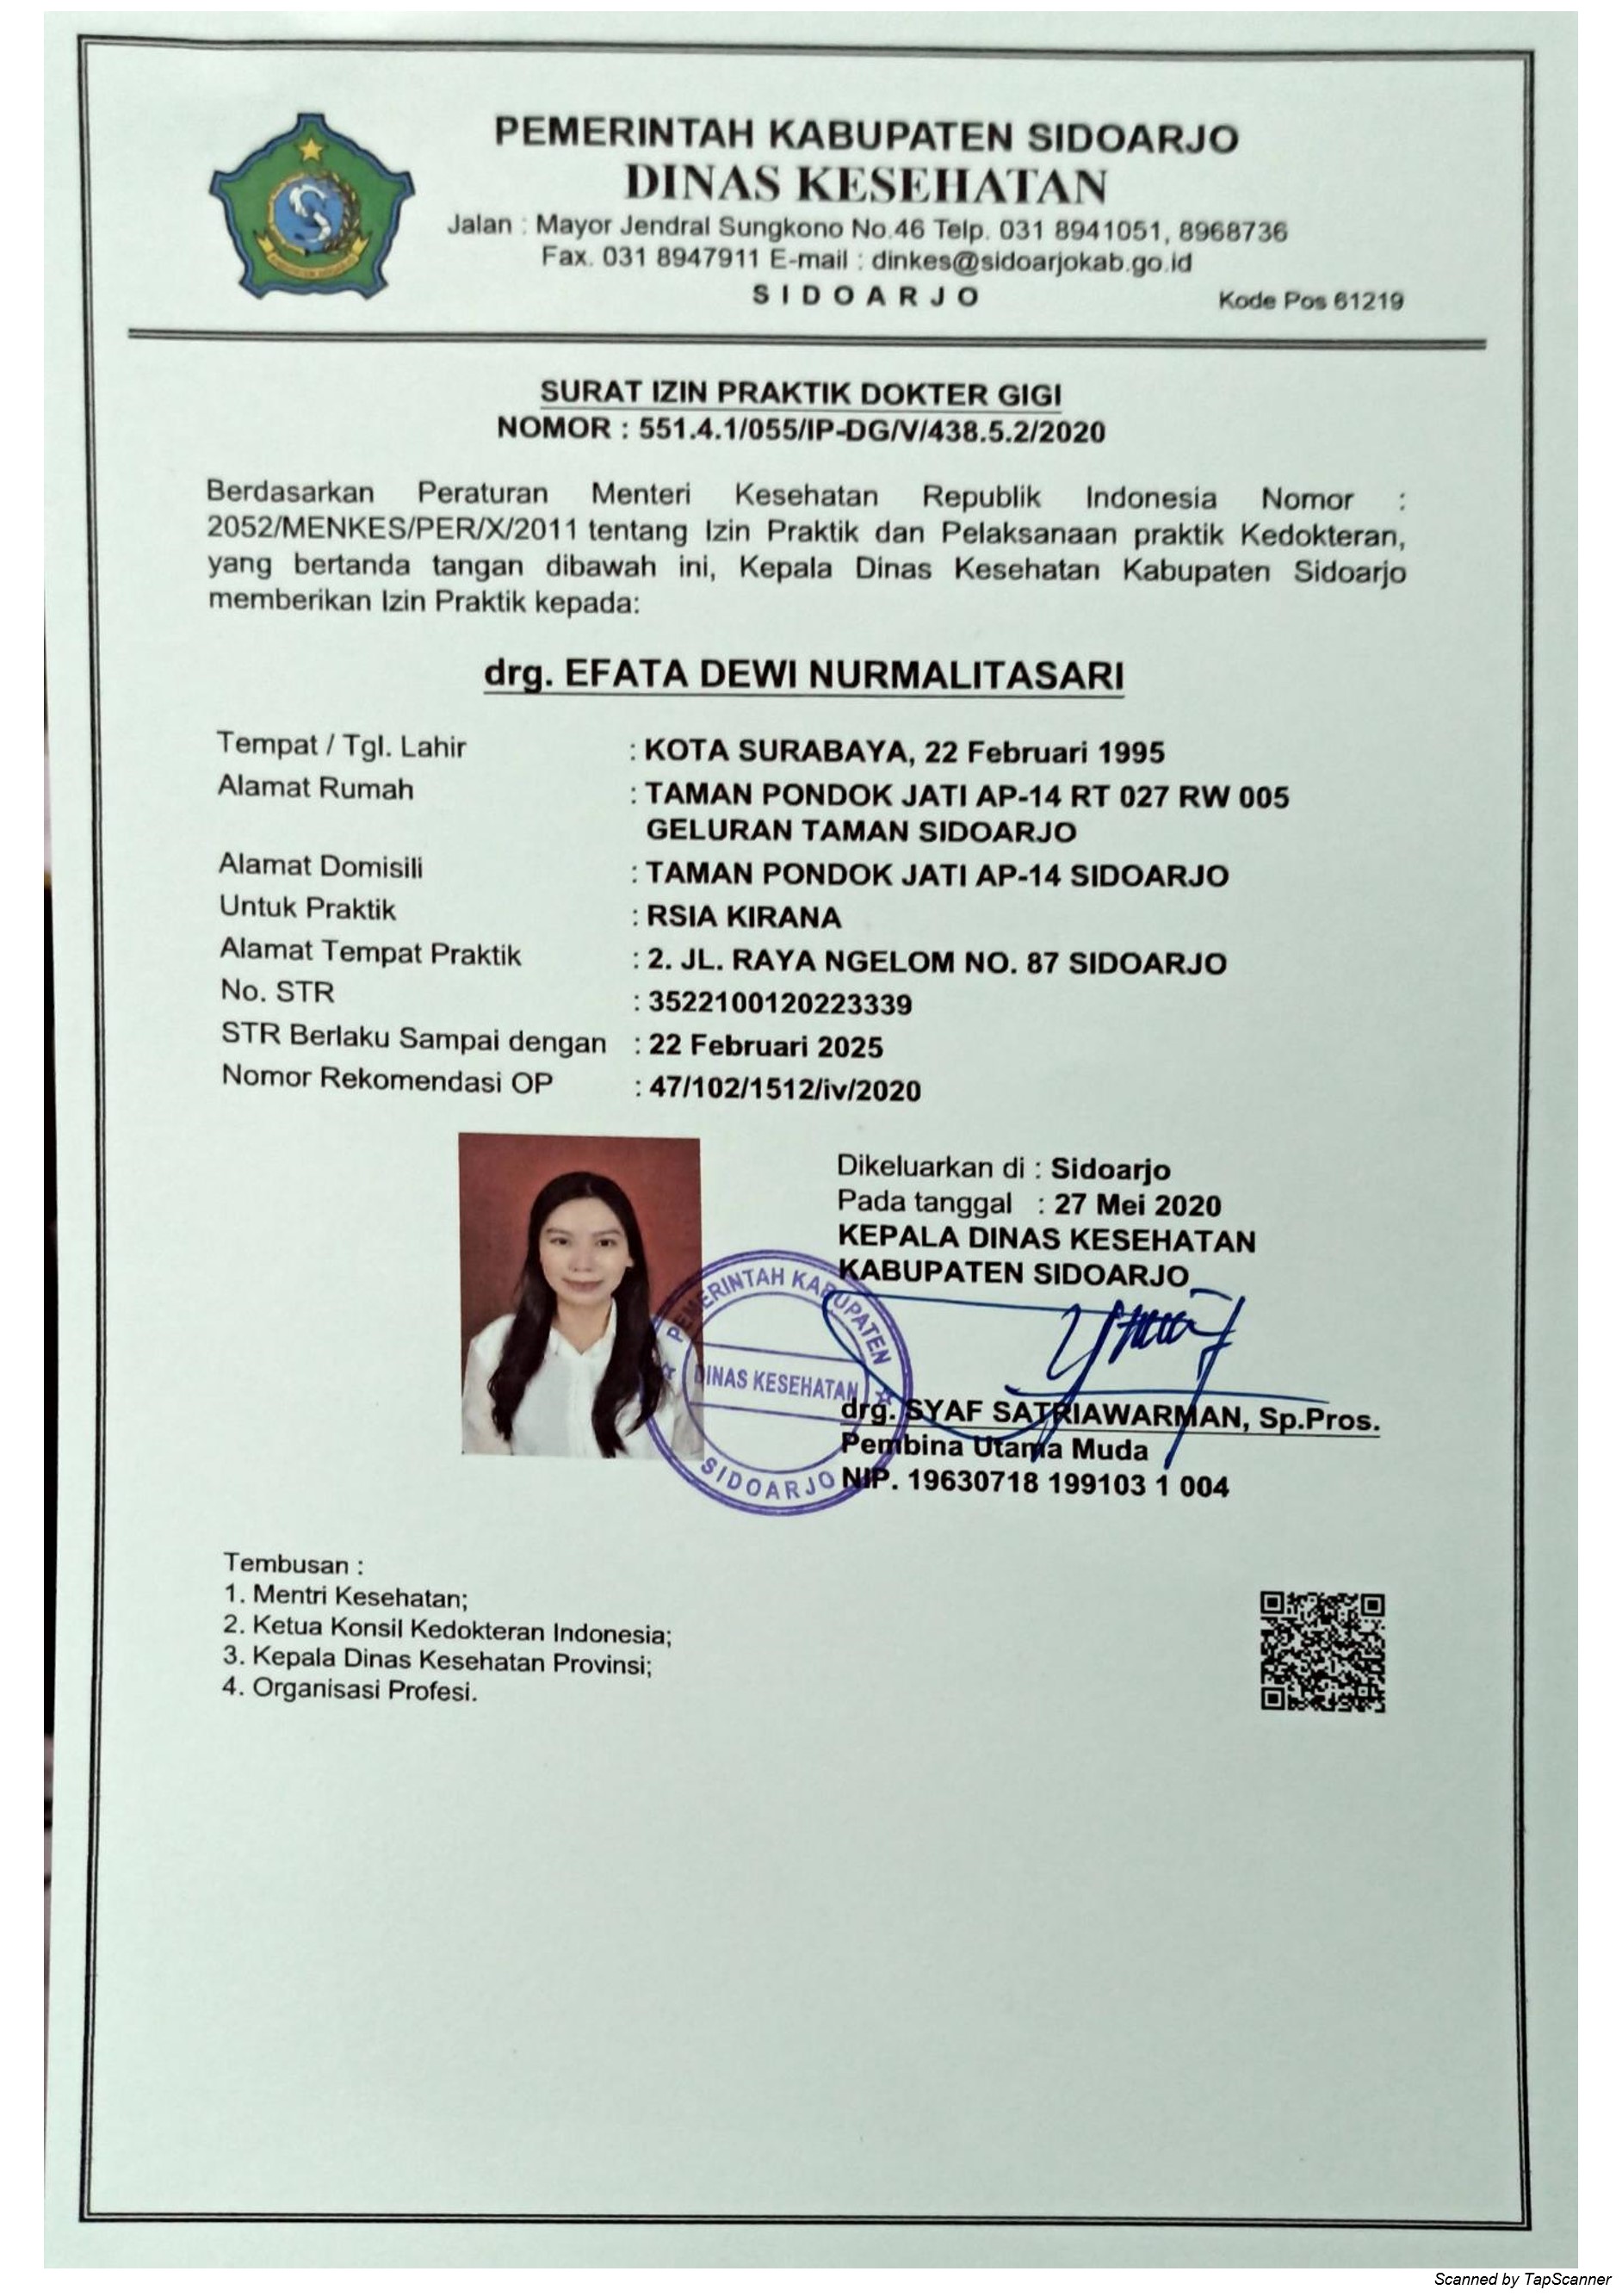 PEMERINTAH KABUPATEN SIDOARJO
DINAS KESEHATAN
Jalan : Mayor Jendral Sungkono No.46 Telp. 031 8941051, 8968736
Fax. 031 8947911 E-mail : dinkes@sidoarjokab.go.id
SIDOARJO
Kode Pos 61219
SURAT IZIN PRAKTIK DOKTER GIGI
NOMOR : 551.4.1/055/IP-DG/V/438.5.2/2020
Berdasarkan Peraturan Menteri Kesehatan Republik Indonesia Nomor :
2052/MENKES/PER/X/2011 tentang Izin Praktik dan Pelaksanaan praktik Kedokteran,
yang bertanda tangan dibawah ini, Kepala Dinas Kesehatan Kabupaten Sidoarjo
memberikan Izin Praktik kepada:
drg. EFATA DEWI NURMALITASARI
Tempat / Tgl. Lahir : KOTA SURABAYA, 22 Februari 1995
Alamat Rumah : TAMAN PONDOK JATI AP-14 RT 027 RW 005
GELURAN TAMAN SIDOARJO
Alamat Domisili : TAMAN PONDOK JATI AP-14 SIDOARJO
Untuk Praktik : RSIA KIRANA
Alamat Tempat Praktik : 2. JL. RAYA NGELOM NO. 87 SIDOARJO
No. STR : 3522100120223339
STR Berlaku Sampai dengan : 22 Februari 2025
Nomor Rekomendasi OP : 47/102/1512/iv/2020
Dikeluarkan di : Sidoarjo
Pada tanggal : 27 Mei 2020
KEPALA DINAS KESEHATAN
KABUPATEN SIDOARJO
PEMERINTAH KABUPATEN
DINAS KESEHATAN
SIDOARJO
drg. SYAF SATRIAWARMAN, Sp.Pros.
Pembina Utama Muda
NIP. 19630718 199103 1 004
Tembusan :
1. Mentri Kesehatan;
2. Ketua Konsil Kedokteran Indonesia;
3. Kepala Dinas Kesehatan Provinsi;
4. Organisasi Profesi.
Scanned by TapScanner